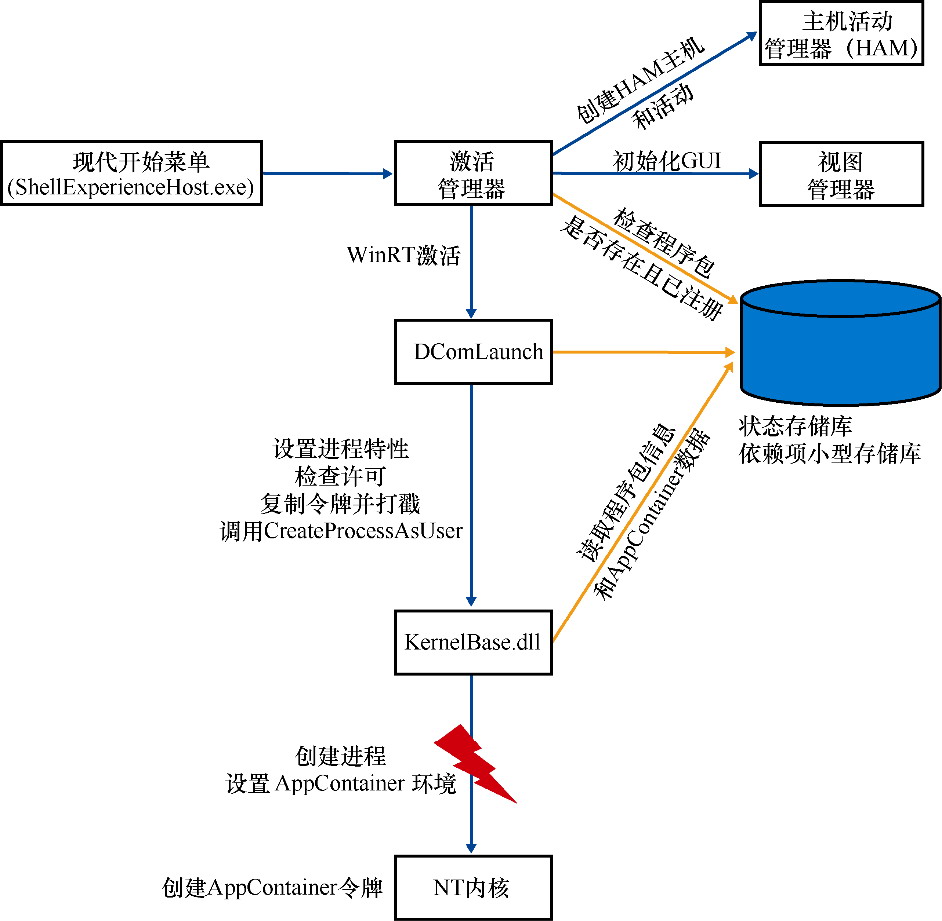 主机活动
管理器（HAM）
创建HAM主机
和活动
现代开始菜单
(ShellExperienceHost.exe)
激活
管理器
初始化GUI
视图
管理器
检查程序包
是否存在且已注册
WinRT激活
DComLaunch
状态存储库
依赖项小型存储库
设置进程特性
检查许可
复制令牌并打戳
调用CreateProcessAsUser
读取程序包信息
和AppContainer数据
KernelBase.dll
创建进程
设置 AppContainer 环境
创建AppContainer令牌
NT内核